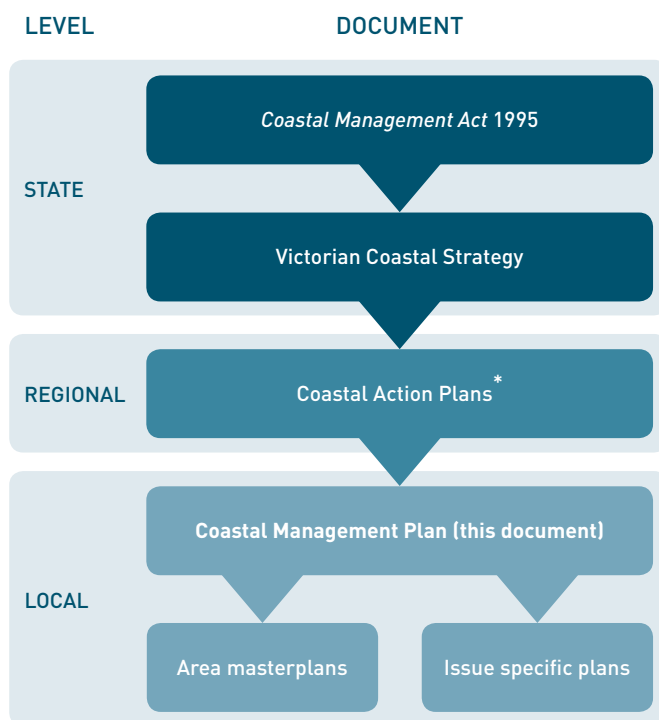 LEVEL DOCUMENT
STATE
Coastal Management Act 1995
Victorian Coastal Strategy
REGIONAL
Coastal Action Plans*
LOCAL
Coastal Management Plan (this document)
Area masterplans
Issue specific plans